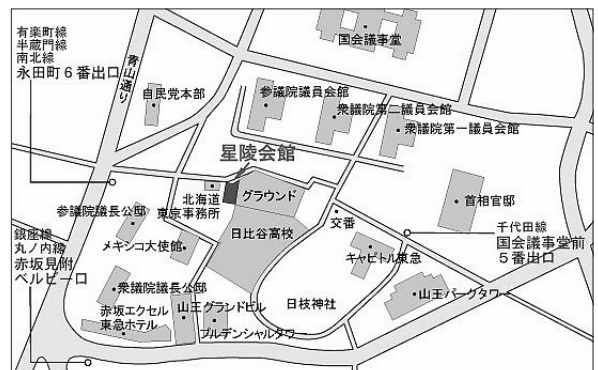 有楽町線
半蔵門線
南北線
永田町6番出口
青山通り
国会議事堂
自民党本部
参議院議員会館
衆議院第二議員会館
衆議院第一議員会館
星陵会館
北海道
東京事務所
グラウンド
首相官邸
参議院議長公邸
メキシコ大使館
日比谷高校
交番
千代田線
国会議事堂前
5番出口
銀座線
丸ノ内線
赤坂見附
ベルビー口
キャピトル東急
衆議院議長公邸
山王グランドビル
日枝神社
山王パークタワー
赤坂エクセル
東急ホテル
プルデンシャルタワー